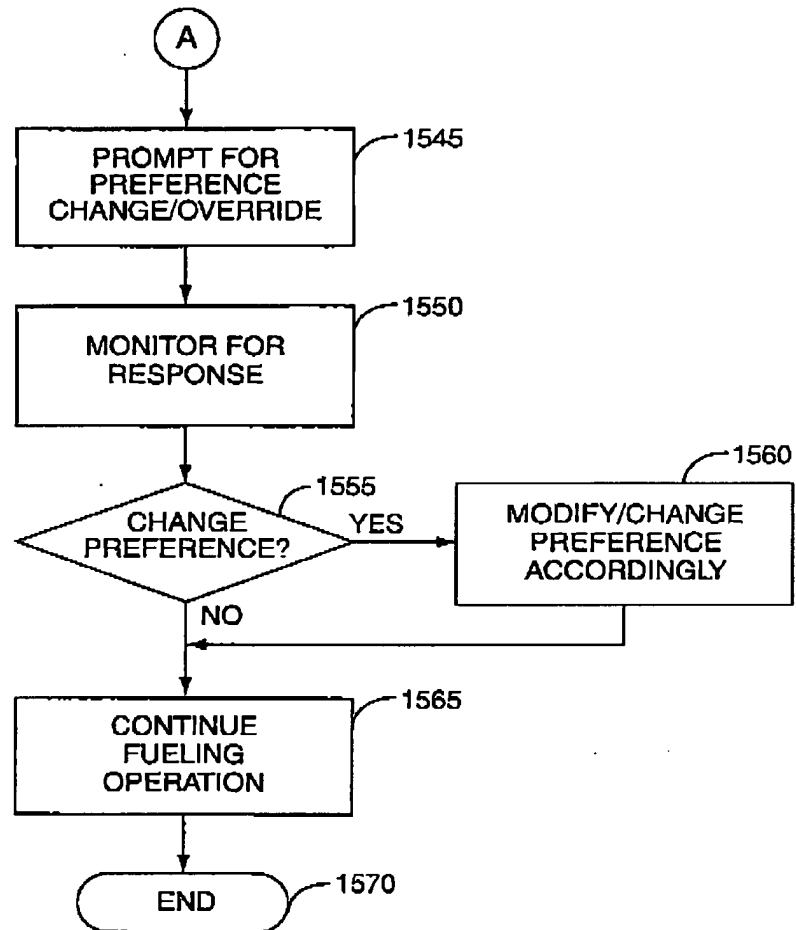 A
1545
PROMPT FOR
PREFERENCE
CHANGE/OVERRIDE
1550
MONITOR FOR
RESPONSE
1555
CHANGE
PREFERENCE?
YES
1560
MODIFY/CHANGE
PREFERENCE
ACCORDINGLY
NO
1565
CONTINUE
FUELING
OPERATION
END
1570